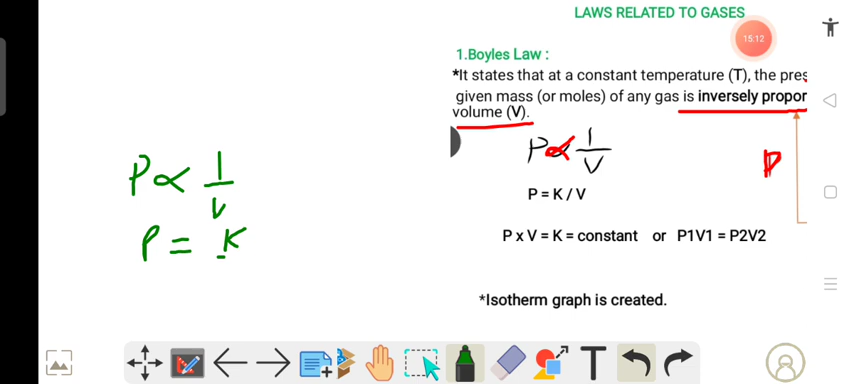 LAWS RELATED TO GASES
15:12
1.Boyles Law :
*It states that at a constant temperature (T), the pres
given mass (or moles) of any gas is inversely propor
volume (V).
P ∝ 1/V
P
P = K / V
P x V = K = constant or P1V1 = P2V2
*Isotherm graph is created.
P ∝ 1/V
P = K
T